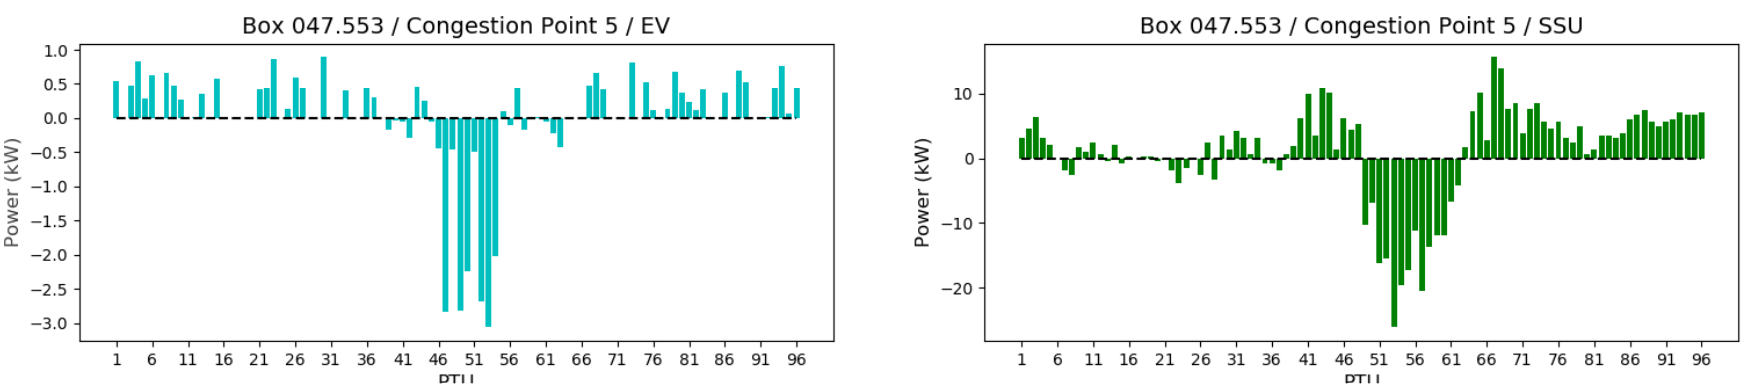 Box 047.553 / Congestion Point 5 / EV
Power (kW)
1.0
0.5
0.0
−0.5
−1.0
−1.5
−2.0
−2.5
−3.0
1 6 11 16 21 26 31 36 41 46 51 56 61 66 71 76 81 86 91 96
PTU
Box 047.553 / Congestion Point 5 / SSU
Power (kW)
10
0
−10
−20
1 6 11 16 21 26 31 36 41 46 51 56 61 66 71 76 81 86 91 96
PTU